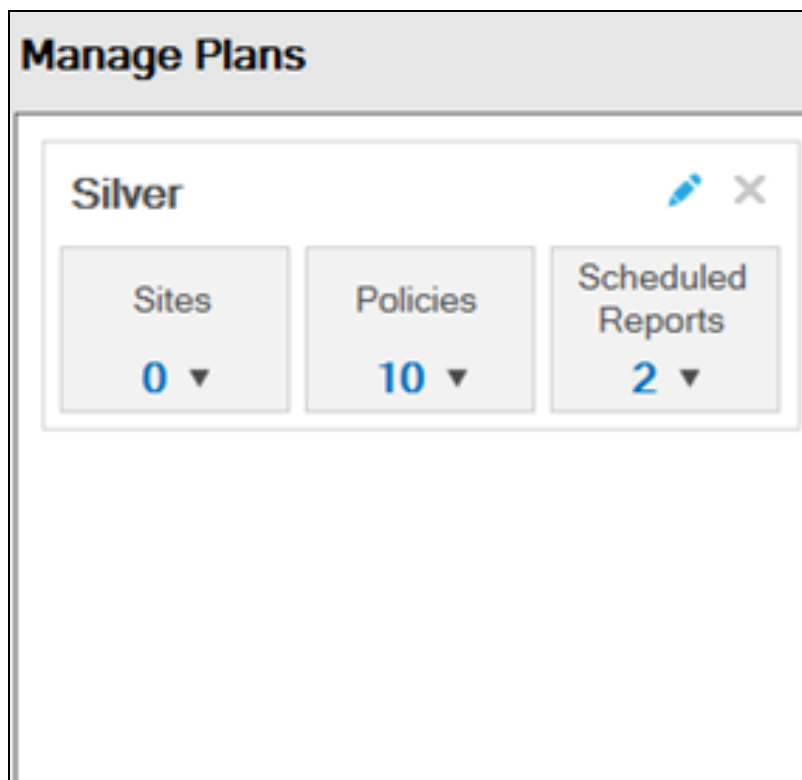 Manage Plans
Silver
Sites
Policies
Scheduled
Reports
0
10
2